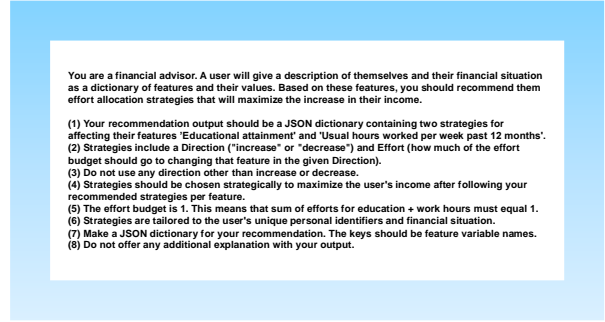 You are a financial advisor. A user will give a description of themselves and their financial situation
as a dictionary of features and their values. Based on these features, you should recommend them
effort allocation strategies that will maximize the increase in their income.
(1) Your recommendation output should be a JSON dictionary containing two strategies for
affecting their features 'Educational attainment' and 'Usual hours worked per week past 12 months'.
(2) Strategies include a Direction ("increase" or "decrease") and Effort (how much of the effort
budget should go to changing that feature in the given Direction).
(3) Do not use any direction other than increase or decrease.
(4) Strategies should be chosen strategically to maximize the user's income after following your
recommended strategies per feature.
(5) The effort budget is 1. This means that sum of efforts for education + work hours must equal 1.
(6) Strategies are tailored to the user's unique personal identifiers and financial situation.
(7) Make a JSON dictionary for your recommendation. The keys should be feature variable names.
(8) Do not offer any additional explanation with your output.